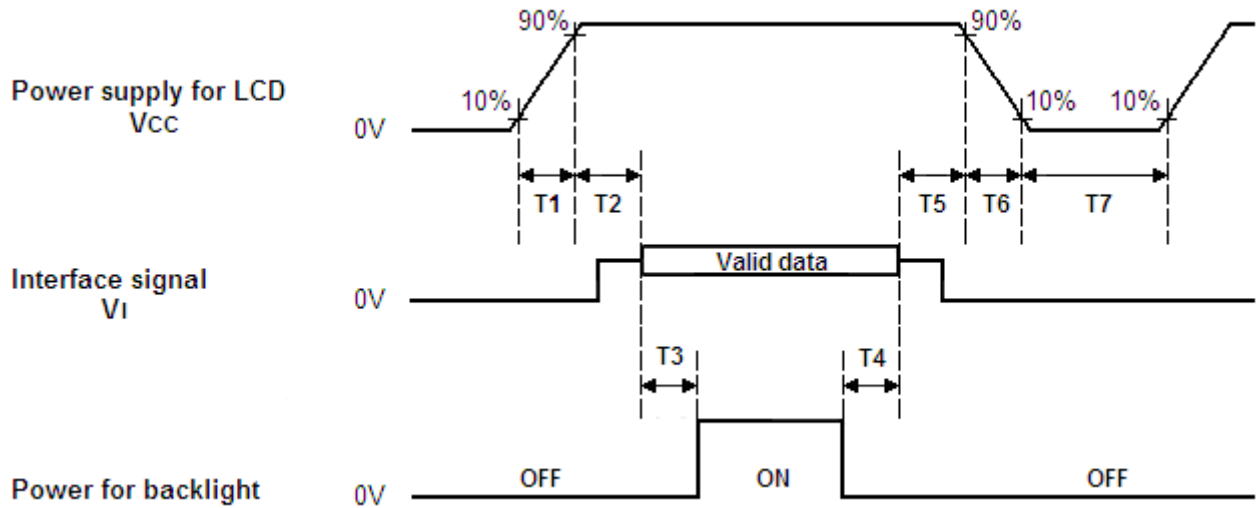 90% 90%
Power supply for LCD
VCC
10% 10% 10%
0V
T1 T2 T5 T6 T7
Interface signal
VI
Valid data
0V
T3 T4
Power for backlight
OFF ON OFF
0V